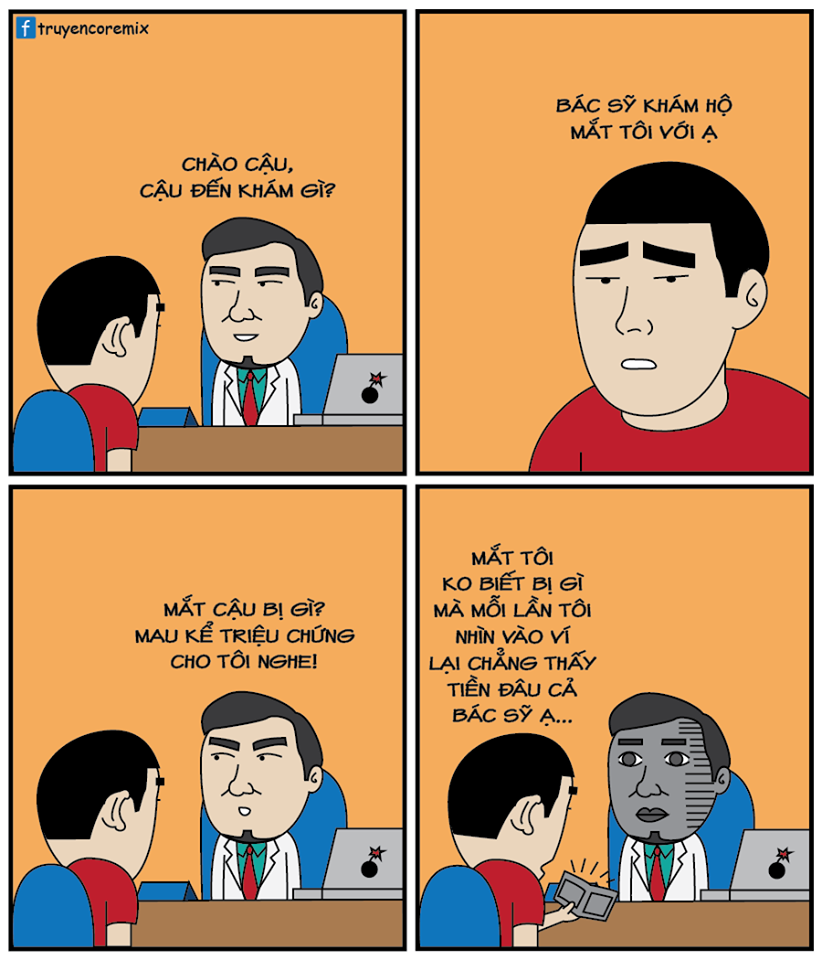 f truyencoremix
CHÀO CẬU,
CẬU ĐẾN KHÁM GÌ?
BÁC SỸ KHÁM HỘ
MẮT TÔI VỚI Ạ
MẮT CẬU BỊ GÌ?
MAU KỂ TRIỆU CHỨNG
CHO TÔI NGHE!
MẮT TÔI
KO BIẾT BỊ GÌ
MÀ MỖI LẦN TÔI
NHÌN VÀO VÍ
LẠI CHẲNG THẤY
TIỀN ĐÂU CẢ
BÁC SỸ Ạ...